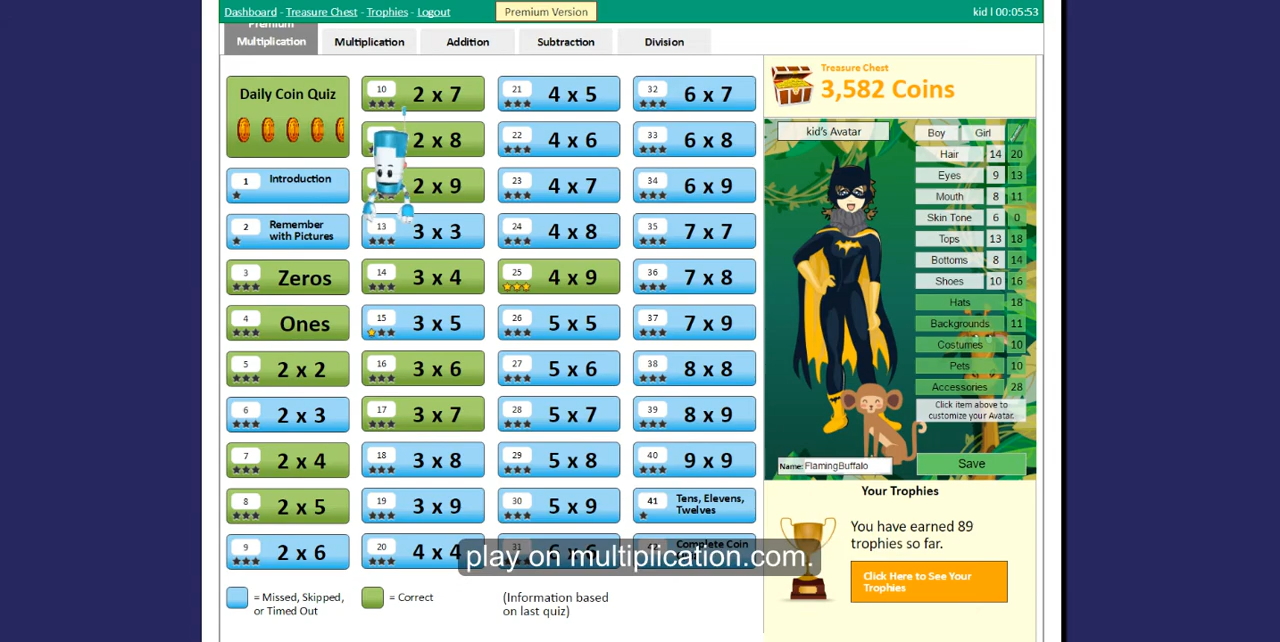 Dashboard - Treasure Chest - Trophies - Logout
Premium Version
kid l 00:05:53
Premium
Multiplication
Multiplication
Addition
Subtraction
Division
Daily Coin Quiz
1 Introduction
2 Remember
with Pictures
3 Zeros
4 Ones
5 2 x 2
6 2 x 3
7 2 x 4
8 2 x 5
9 2 x 6
10 2 x 7
2 x 8
2 x 9
13 3 x 3
14 3 x 4
15 3 x 5
16 3 x 6
17 3 x 7
18 3 x 8
19 3 x 9
20 4 x 4
21 4 x 5
22 4 x 6
23 4 x 7
24 4 x 8
25 4 x 9
26 5 x 5
27 5 x 6
28 5 x 7
29 5 x 8
30 5 x 9
31 6 x 6
32 6 x 7
33 6 x 8
34 6 x 9
35 7 x 7
36 7 x 8
37 7 x 9
38 8 x 8
39 8 x 9
40 9 x 9
41 Tens, Elevens,
Twelves
42 Complete Coin
play on multiplication.com.
= Missed, Skipped,
or Timed Out
= Correct
(Information based
on last quiz)
Treasure Chest
3,582 Coins
kid's Avatar
Boy Girl
Hair 14 20
Eyes 9 13
Mouth 8 11
Skin Tone 6 0
Tops 13 18
Bottoms 8 14
Shoes 10 16
Hats 18
Backgrounds 11
Costumes 10
Pets 10
Accessories 28
Click item above to
customize your Avatar.
Name: FlamingBuffalo
Save
Your Trophies
You have earned 89
trophies so far.
Click Here to See Your
Trophies